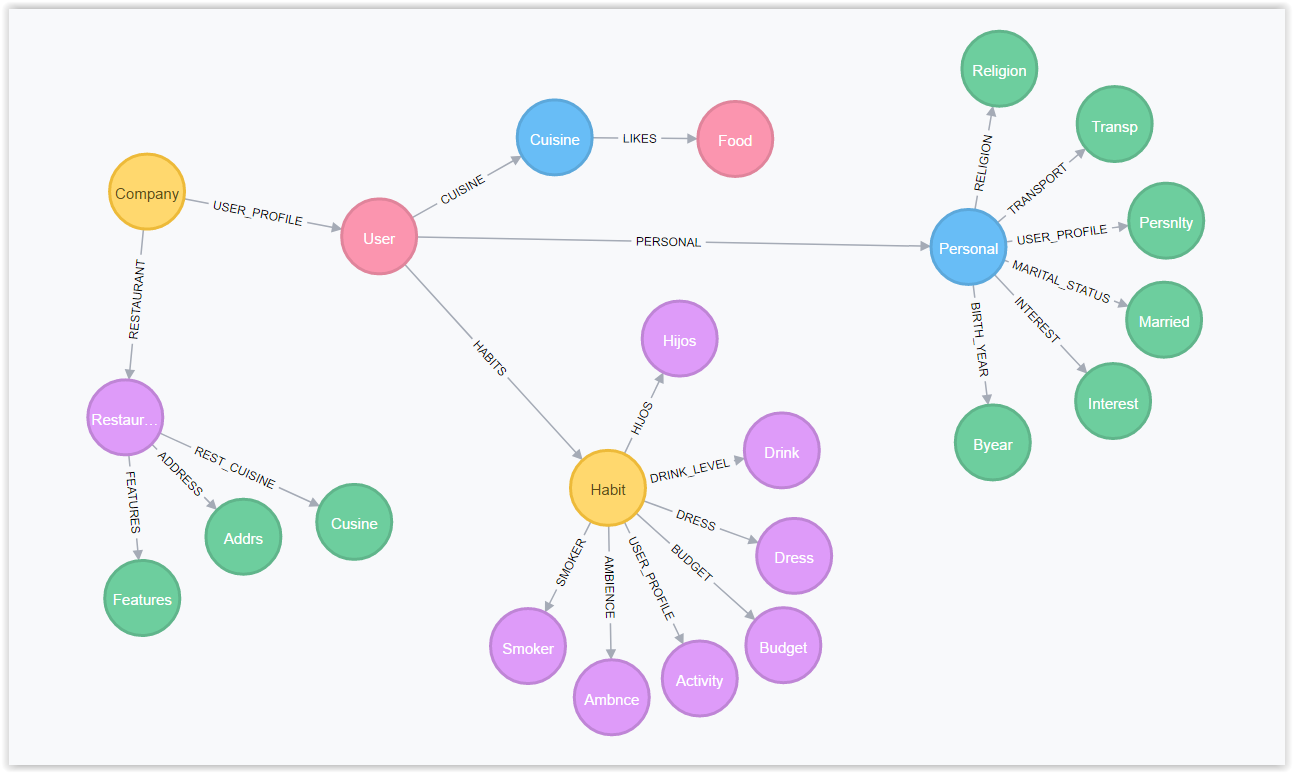 Religion
Transp
RELIGION
TRANSPORT
Cuisine
LIKES
Food
Company
USER_PROFILE
CUISINE
User
PERSONAL
Personal
USER_PROFILE
Persnlty
MARITAL_STATUS
Married
INTEREST
BIRTH_YEAR
Interest
Byear
RESTAURANT
HABITS
Hijos
HIJOS
Restaur…
REST_CUISINE
ADDRESS
FEATURES
Cusine
Addrs
Features
Habit
DRINK_LEVEL
Drink
DRESS
Dress
BUDGET
Budget
USER_PROFILE
Activity
AMBIENCE
Ambnce
SMOKER
Smoker